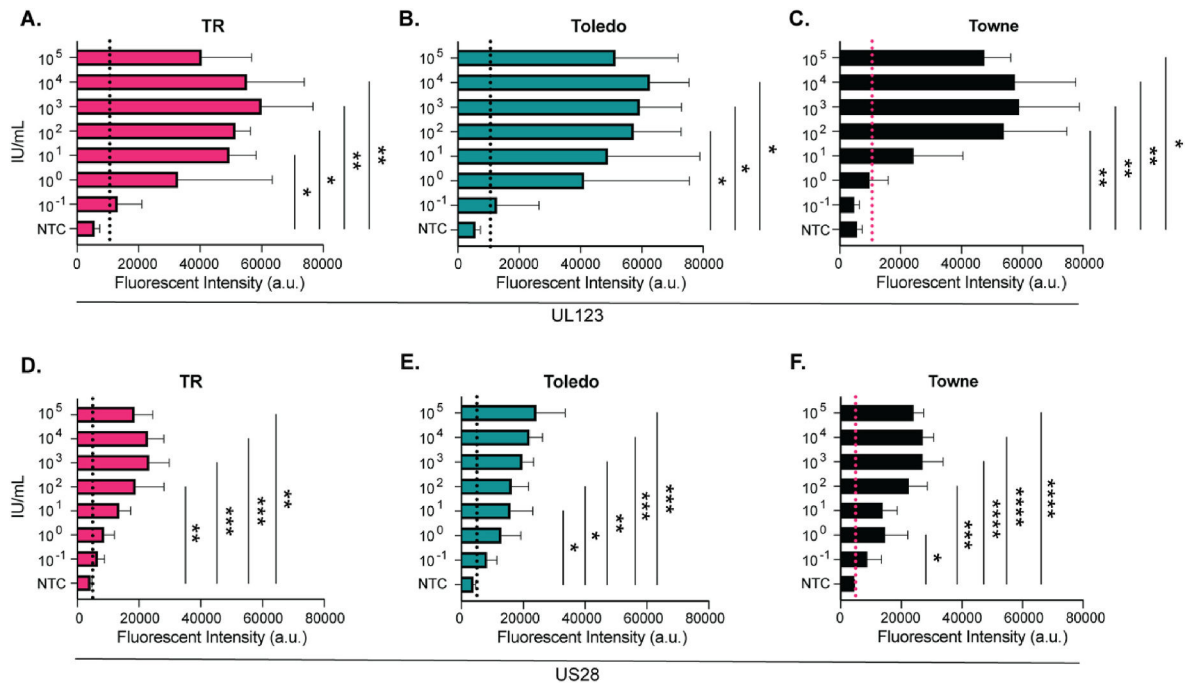 A. B. C.
TR Toledo Towne
IU/mL
10^5 10^5 10^5
10^4 10^4 10^4
10^3 10^3 10^3
10^2 10^2 10^2
10^1 10^1 10^1
10^0 10^0 10^0
10^-1 10^-1 10^-1
NTC NTC NTC
* * ** ** * * * ** ** ** *
0 20000 40000 60000 80000 0 20000 40000 60000 80000 0 20000 40000 60000 80000
Fluorescent Intensity (a.u.) Fluorescent Intensity (a.u.) Fluorescent Intensity (a.u.)
UL123
D. E. F.
TR Toledo Towne
IU/mL
10^5 10^5 10^5
10^4 10^4 10^4
10^3 10^3 10^3
10^2 10^2 10^2
10^1 10^1 10^1
10^0 10^0 10^0
10^-1 10^-1 10^-1
NTC NTC NTC
** *** *** ** * * ** *** *** * *** **** **** ****
0 20000 40000 60000 80000 0 20000 40000 60000 80000 0 20000 40000 60000 80000
Fluorescent Intensity (a.u.) Fluorescent Intensity (a.u.) Fluorescent Intensity (a.u.)
US28